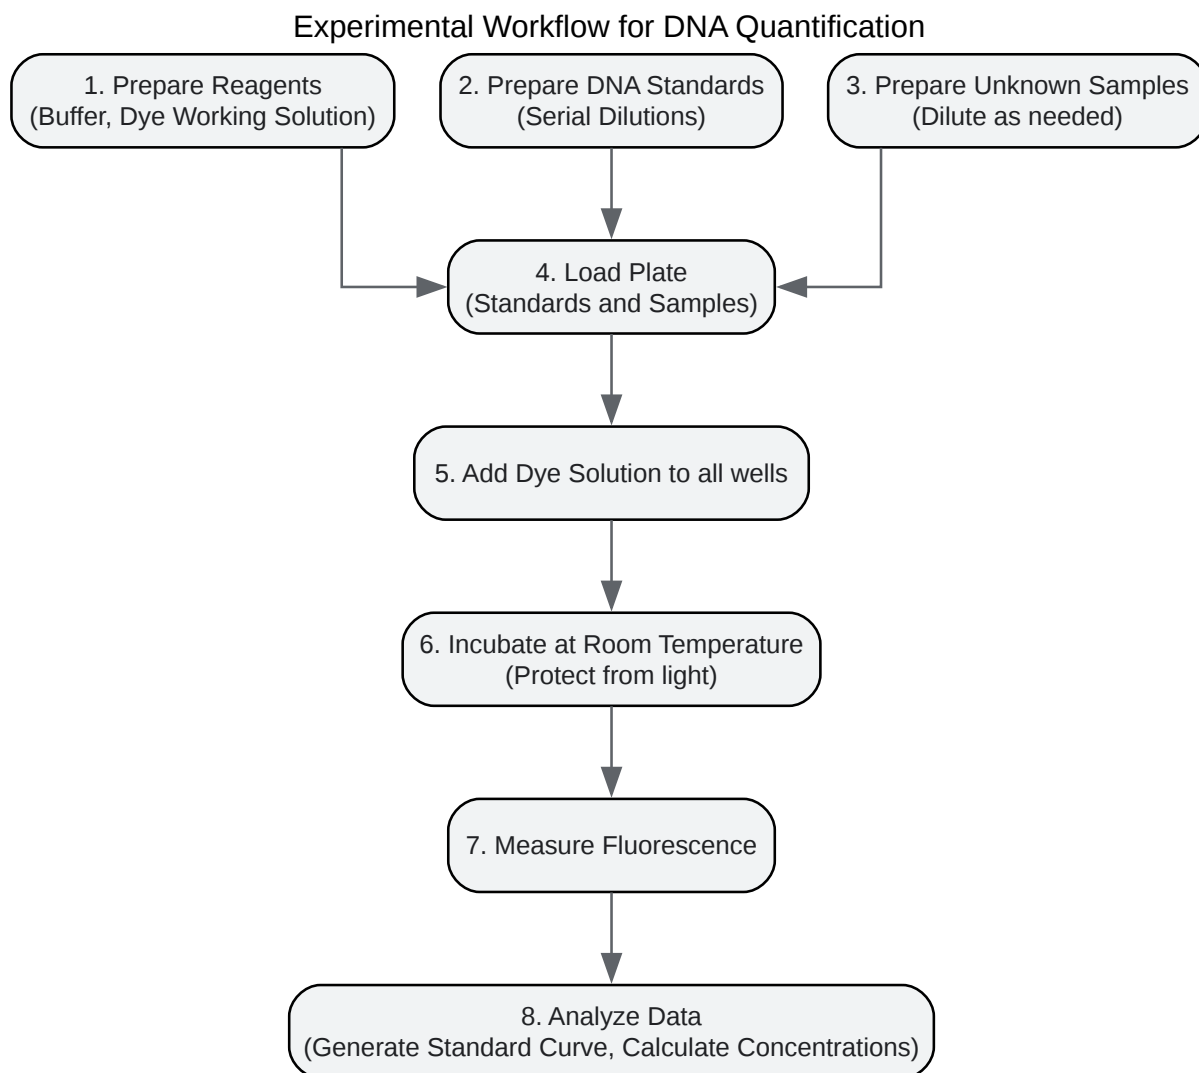 Experimental Workflow for DNA Quantification
1. Prepare Reagents
(Buffer, Dye Working Solution)
2. Prepare DNA Standards
(Serial Dilutions)
3. Prepare Unknown Samples
(Dilute as needed)
4. Load Plate
(Standards and Samples)
5. Add Dye Solution to all wells
6. Incubate at Room Temperature
(Protect from light)
7. Measure Fluorescence
8. Analyze Data
(Generate Standard Curve, Calculate Concentrations)